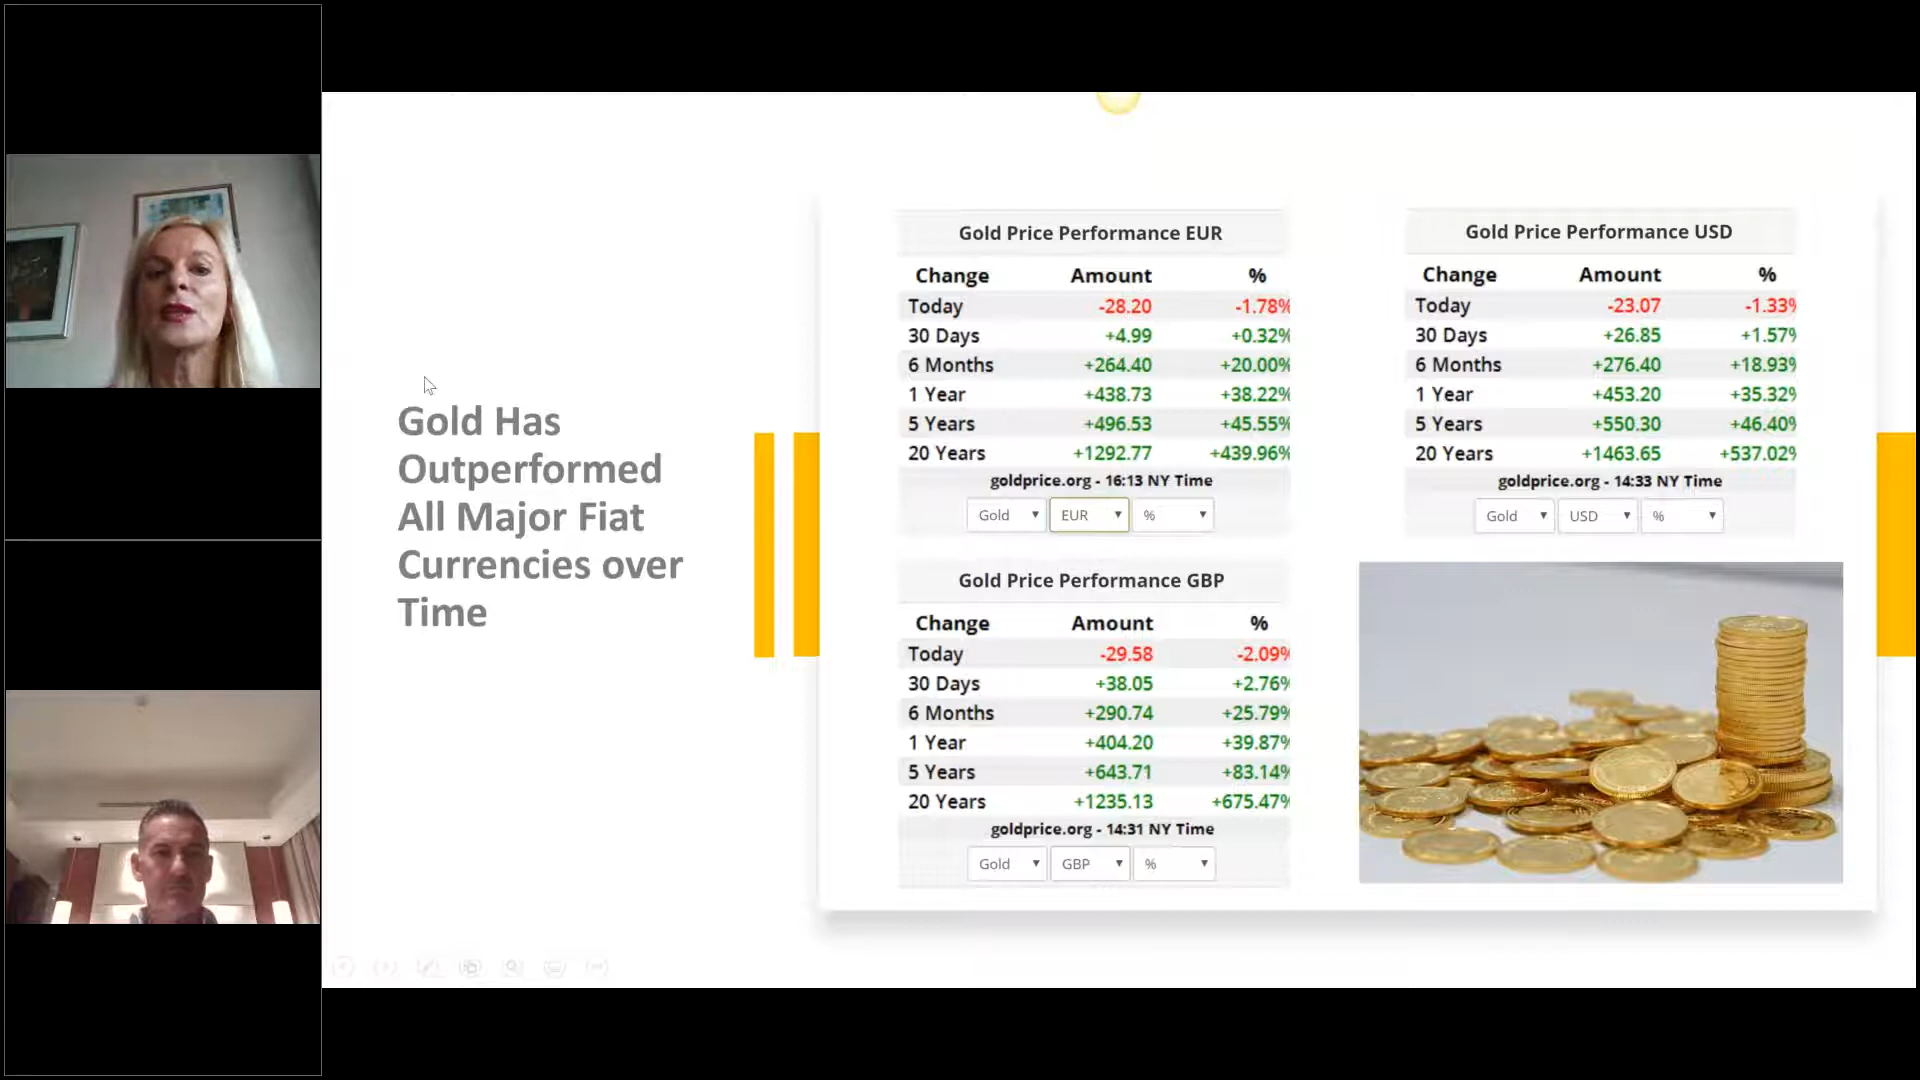 Gold Has
Outperformed
All Major Fiat
Currencies over
Time
Gold Price Performance EUR
Change Amount %
Today -28.20 -1.78%
30 Days +4.99 +0.32%
6 Months +264.40 +20.00%
1 Year +438.73 +38.22%
5 Years +496.53 +45.55%
20 Years +1292.77 +439.96%
goldprice.org - 16:13 NY Time
Gold EUR %
Gold Price Performance USD
Change Amount %
Today -23.07 -1.33%
30 Days +26.85 +1.57%
6 Months +276.40 +18.93%
1 Year +453.20 +35.32%
5 Years +550.30 +46.40%
20 Years +1463.65 +537.02%
goldprice.org - 14:33 NY Time
Gold USD %
Gold Price Performance GBP
Change Amount %
Today -29.58 -2.09%
30 Days +38.05 +2.76%
6 Months +290.74 +25.79%
1 Year +404.20 +39.87%
5 Years +643.71 +83.14%
20 Years +1235.13 +675.47%
goldprice.org - 14:31 NY Time
Gold GBP %